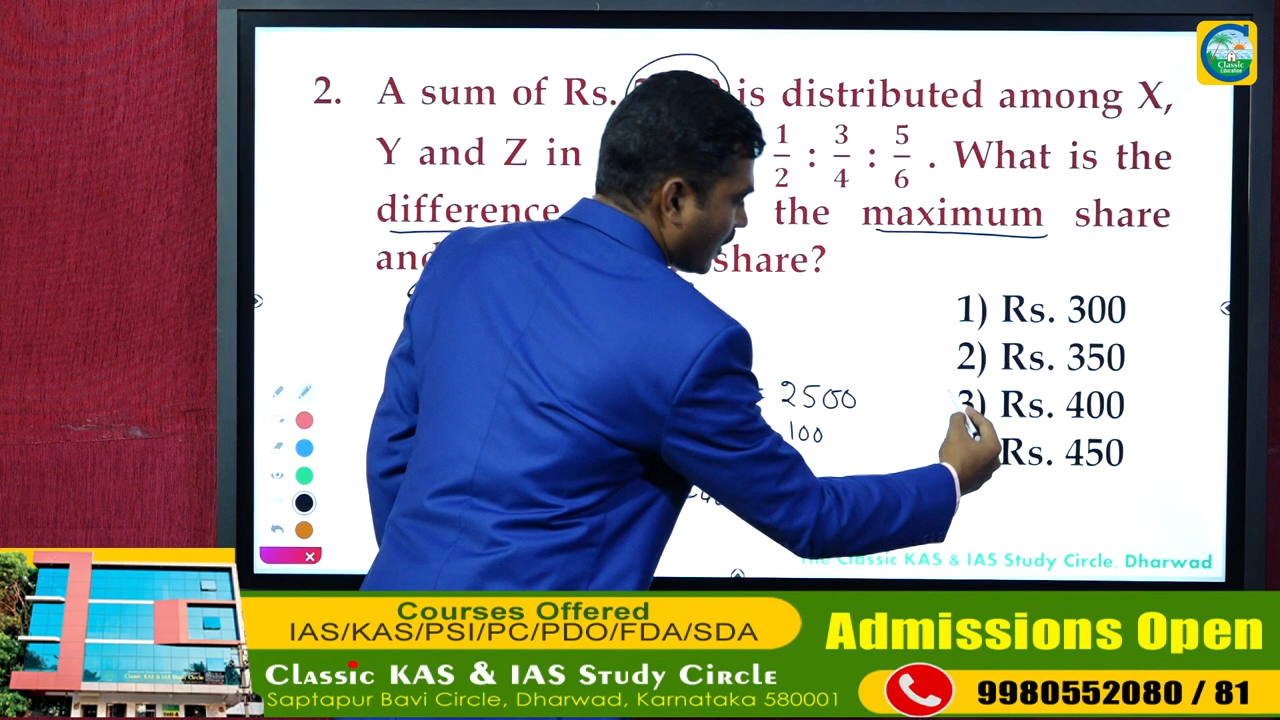 2. A sum of Rs. is distributed among X,
Y and Z in 1/2 : 3/4 : 5/6 . What is the
difference the maximum share
share?
1) Rs. 300
2) Rs. 350
3) Rs. 400
Rs. 450
2500
100
Classic
Education
The Classic KAS & IAS Study Circle, Dharwad
Courses Offered
IAS/KAS/PSI/PC/PDO/FDA/SDA
Classic KAS & IAS Study Circle
Saptapur Bavi Circle, Dharwad, Karnataka 580001
Admissions Open
9980552080 / 81